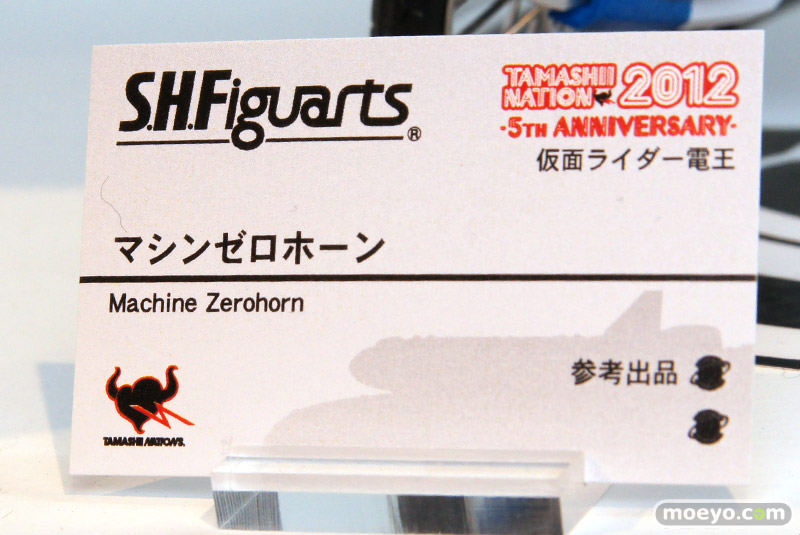 S.H.Figuarts®
TAMASHII NATION 2012
-5TH ANNIVERSARY-
仮面ライダー電王
マシンゼロホーン
Machine Zerohorn
参考出品
TAMASHII NATIONS.
moeyo.com